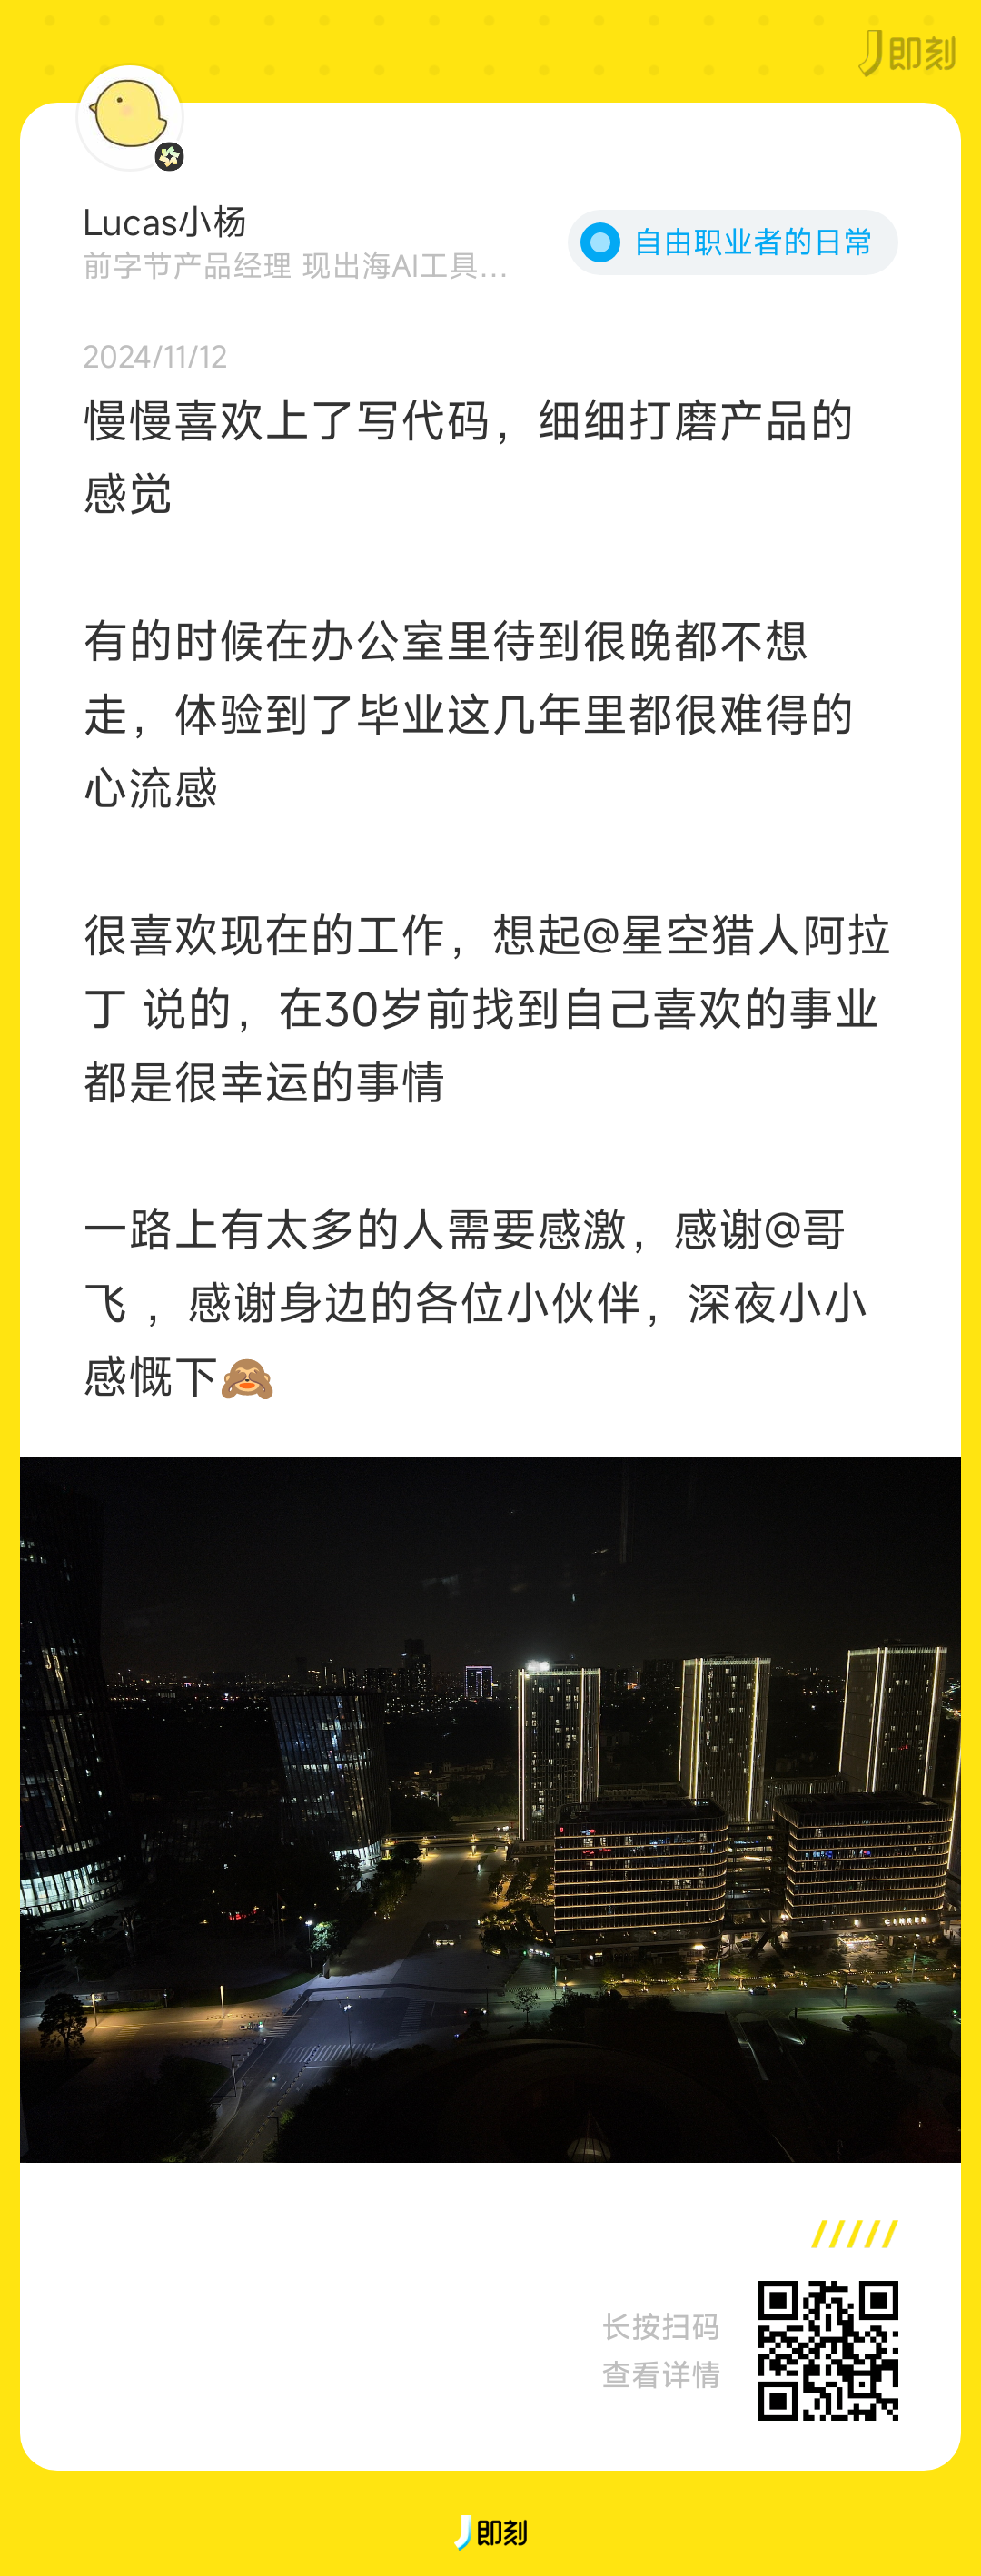 即刻
Lucas小杨
前字节产品经理 现出海AI工具...
自由职业者的日常
2024/11/12
慢慢喜欢上了写代码，细细打磨产品的
感觉
有的时候在办公室里待到很晚都不想
走，体验到了毕业这几年里都很难得的
心流感
很喜欢现在的工作，想起@星空猎人阿拉
丁 说的，在30岁前找到自己喜欢的事业
都是很幸运的事情
一路上有太多的人需要感激，感谢@哥
飞 ，感谢身边的各位小伙伴，深夜小小
感慨下🙈
长按扫码
查看详情
即刻